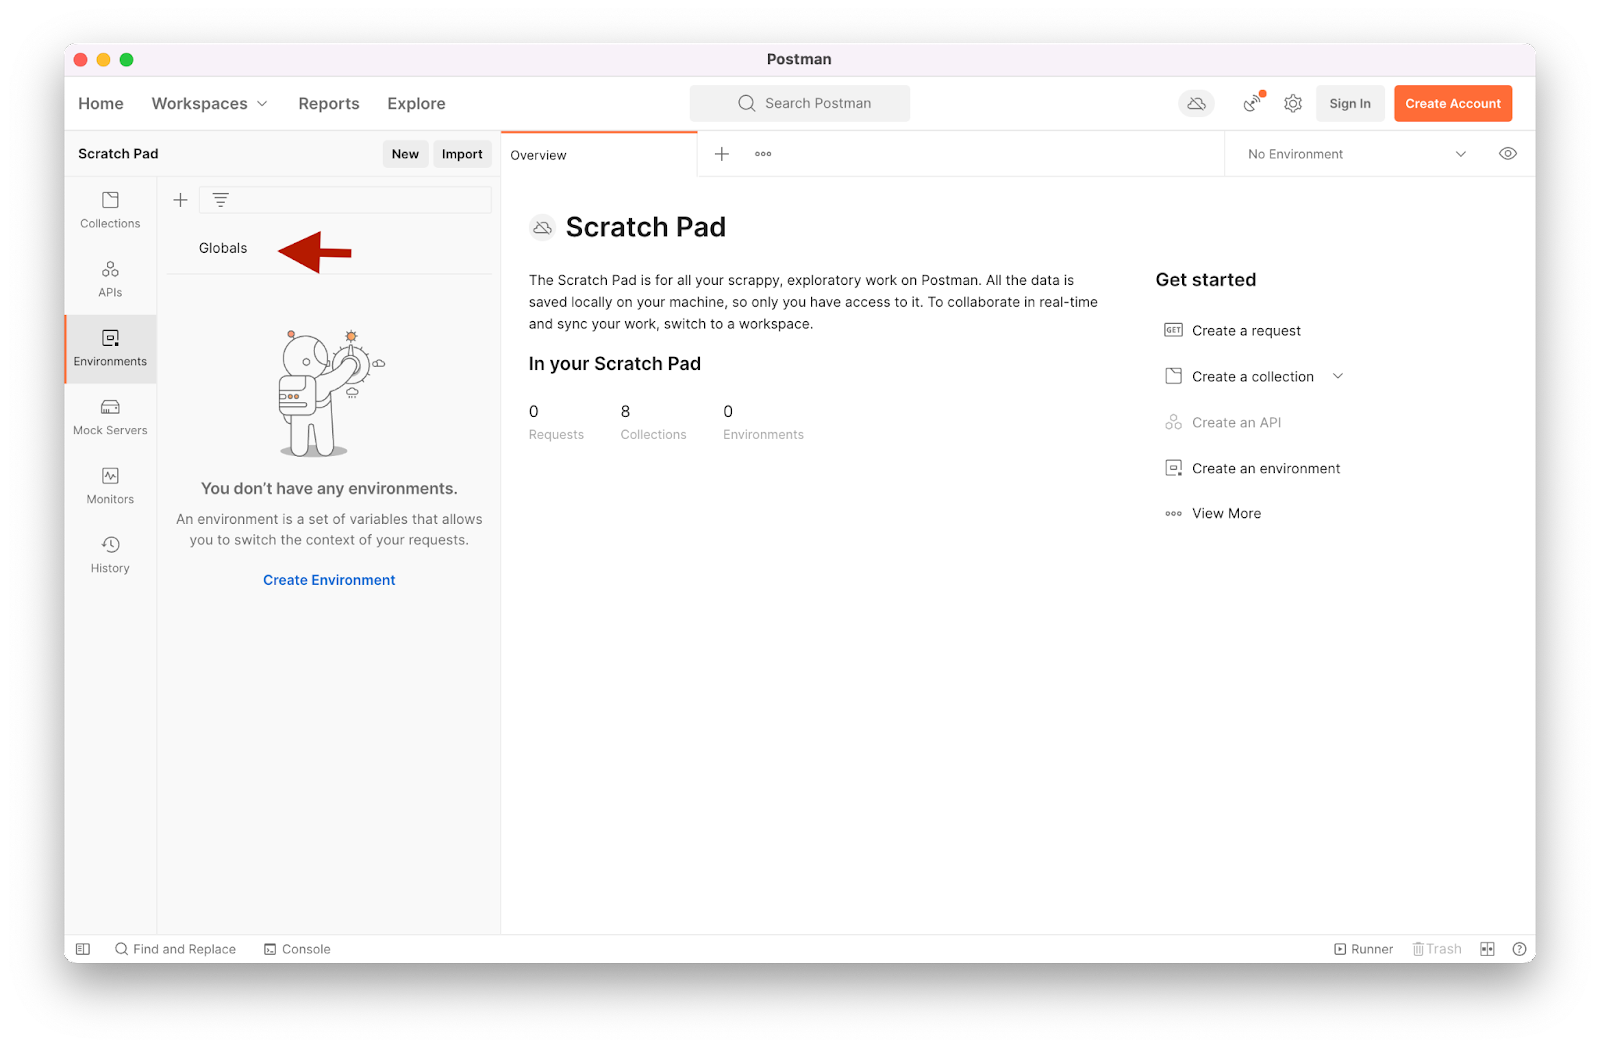 Postman
Home Workspaces Reports Explore
Search Postman
Sign In
Create Account
Scratch Pad
New
Import
Overview
No Environment
Collections
APIs
Environments
Mock Servers
Monitors
History
Globals
You don’t have any environments.
An environment is a set of variables that allows
you to switch the context of your requests.
Create Environment
Scratch Pad
The Scratch Pad is for all your scrappy, exploratory work on Postman. All the data is
saved locally on your machine, so only you have access to it. To collaborate in real-time
and sync your work, switch to a workspace.
In your Scratch Pad
0 8 0
Requests Collections Environments
Get started
GET Create a request
Create a collection
Create an API
Create an environment
View More
Find and Replace
Console
Runner
Trash